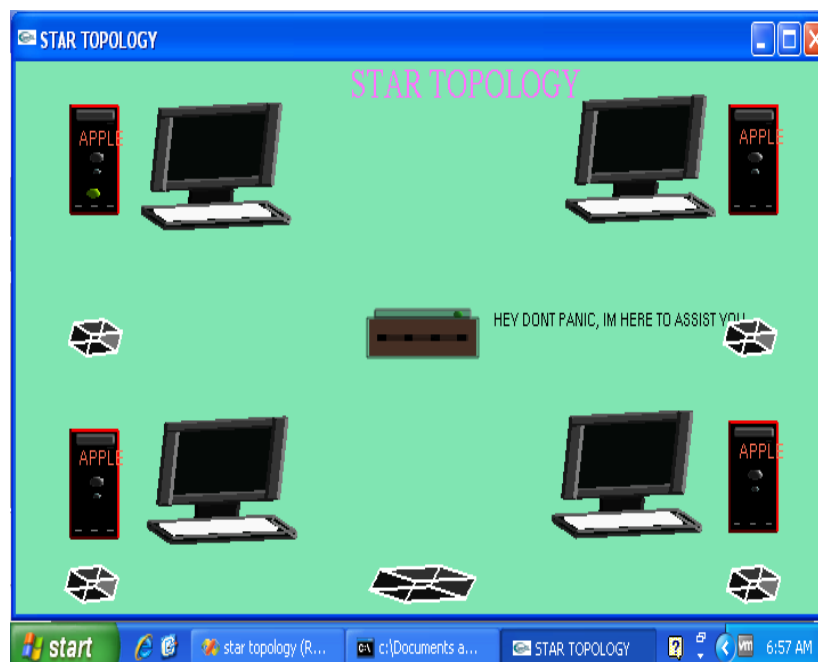 STAR TOPOLOGY
STAR TOPOLOGY
APPLE
APPLE
HEY DONT PANIC, IM HERE TO ASSIST YOU
APPLE
APPLE
start
star topology (R...
c:\Documents a...
STAR TOPOLOGY
6:57 AM